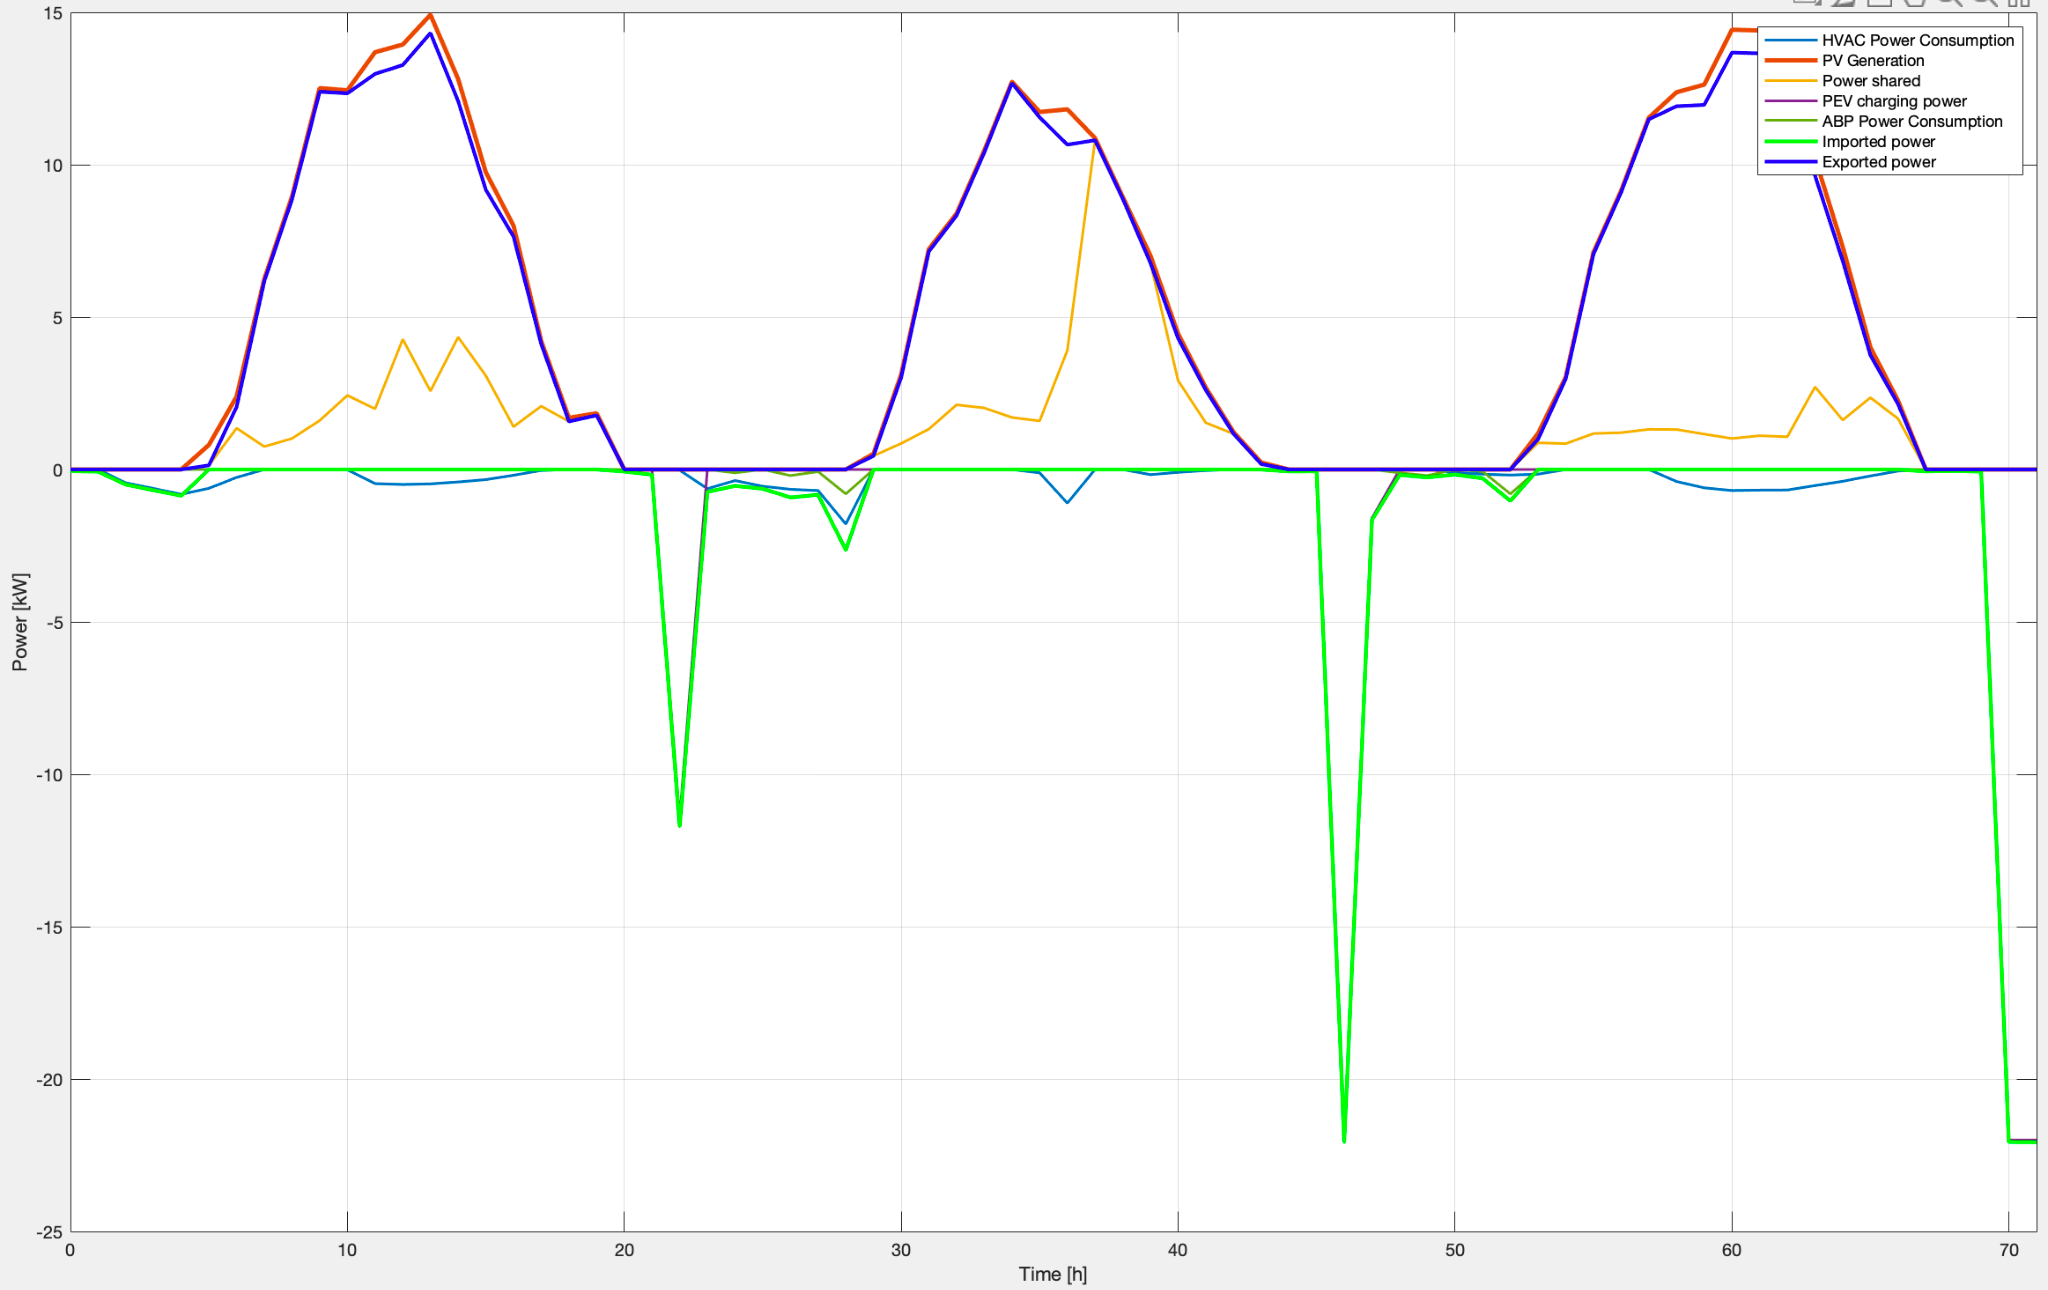 15
10
5
0
-5
-10
-15
-20
-25
Power [kW]
HVAC Power Consumption
PV Generation
Power shared
PEV charging power
ABP Power Consumption
Imported power
Exported power
0 10 20 30 40 50 60 70
Time [h]